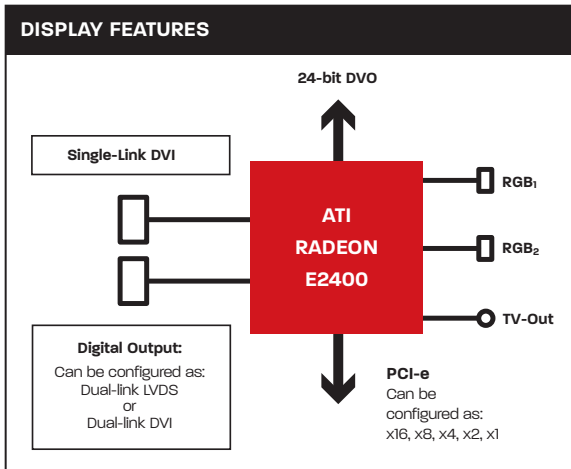 DISPLAY FEATURES
24-bit DVO
Single-Link DVI
ATI
RADEON
E2400
RGB1
RGB2
TV-Out
Digital Output:
Can be configured as:
Dual-link LVDS
or
Dual-link DVI
PCI-e
Can be
configured as:
x16, x8, x4, x2, x1